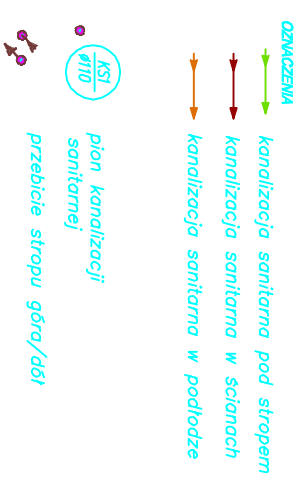 OZNACZENIA
kanalizacja sanitarna pod stropem
kanalizacja sanitarna w ścianach
kanalizacja sanitarna w podłodze
KS1
ø110
pion kanalizacji
sanitarnej
przebicie stropu góra/dół